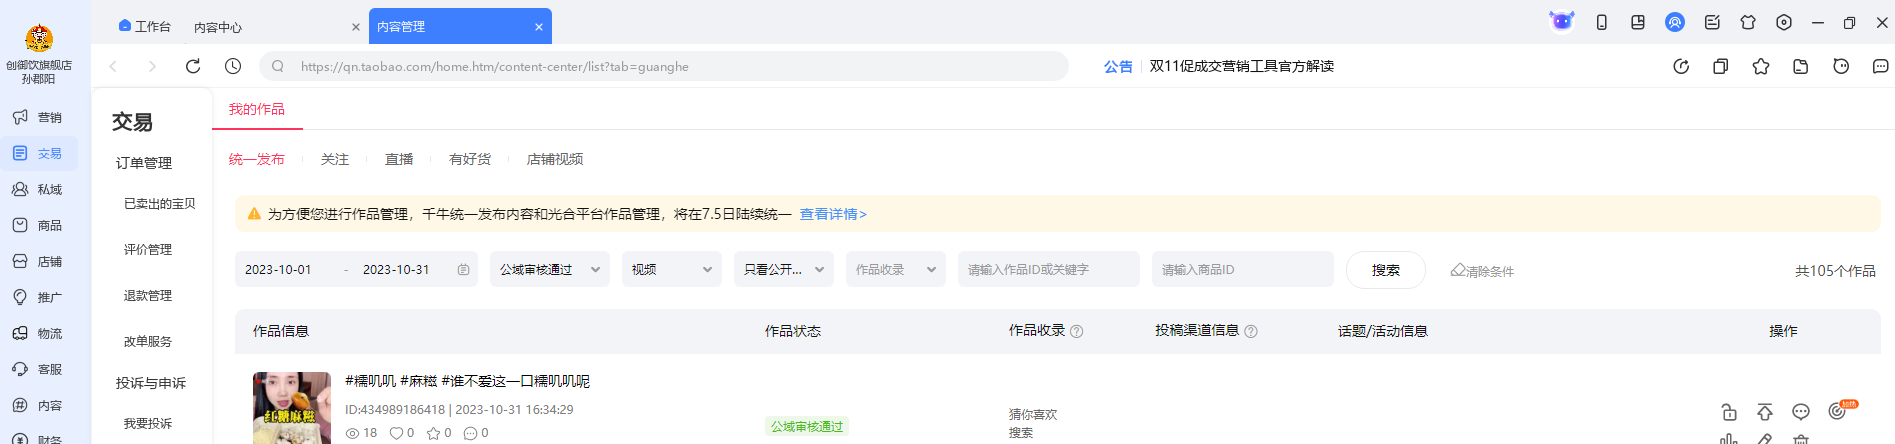 工作台
内容中心
内容管理
创御饮旗舰店
孙郡阳
https://qn.taobao.com/home.htm/content-center/list?tab=guanghe
公告
双11促成交营销工具官方解读
营销
交易
私域
商品
店铺
推广
物流
客服
内容
财务
交易
订单管理
已卖出的宝贝
评价管理
退款管理
改单服务
投诉与申诉
我要投诉
我的作品
统一发布
关注
直播
有好货
店铺视频
为方便您进行作品管理，千牛统一发布内容和光合平台作品管理，将在7.5日陆续统一 查看详情>
2023-10-01 - 2023-10-31
公域审核通过
视频
只看公开...
作品收录
请输入作品ID或关键字
请输入商品ID
搜索
清除条件
共105个作品
作品信息
作品状态
作品收录
投稿渠道信息
话题/活动信息
操作
红糖麻糍
#糯叽叽 #麻糍 #谁不爱这一口糯叽叽呢
ID:434989186418 | 2023-10-31 16:34:29
18 0 0 0
公域审核通过
猜你喜欢
搜索
加热